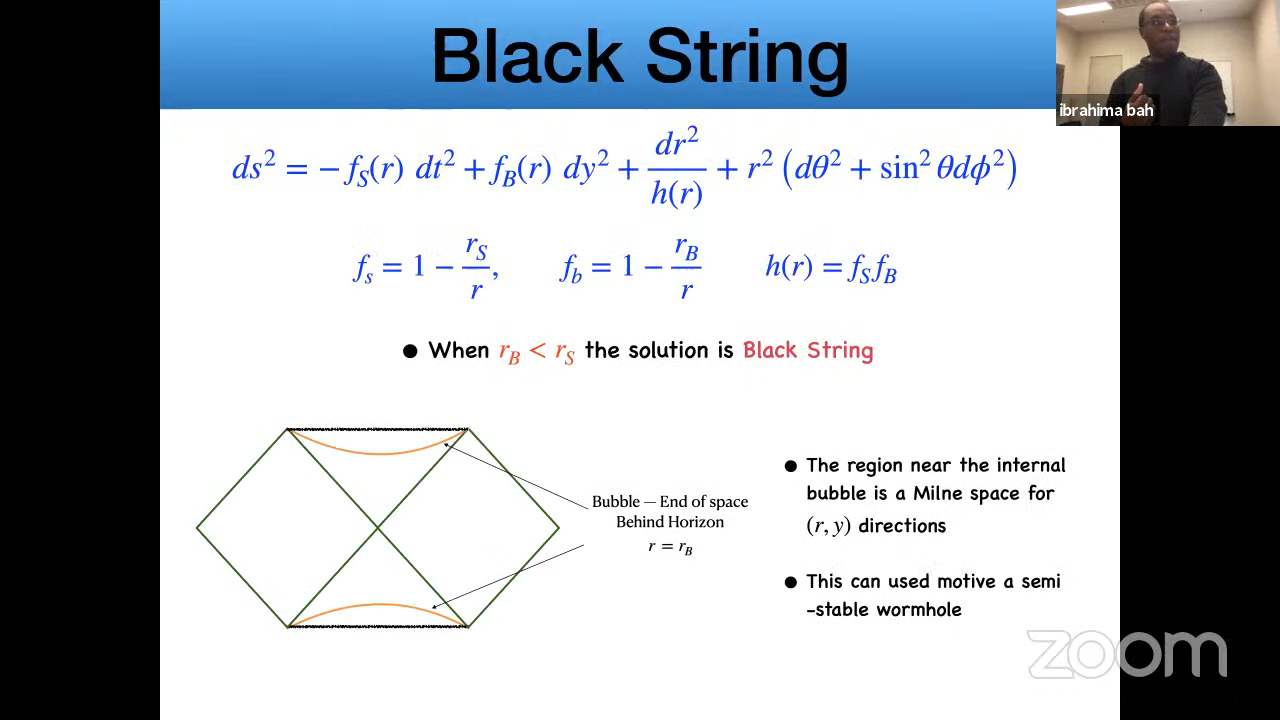 Black String
ibrahima bah
ds² = − f_S(r) dt² + f_B(r) dy² + dr²/h(r) + r² (dθ² + sin² θdϕ²)
f_s = 1 − r_S/r,   f_b = 1 − r_B/r   h(r) = f_S f_B
● When r_B < r_S the solution is Black String
Bubble — End of space
Behind Horizon
r = r_B
● The region near the internal
bubble is a Milne space for
(r, y) directions
● This can used motive a semi
-stable wormhole
zoom